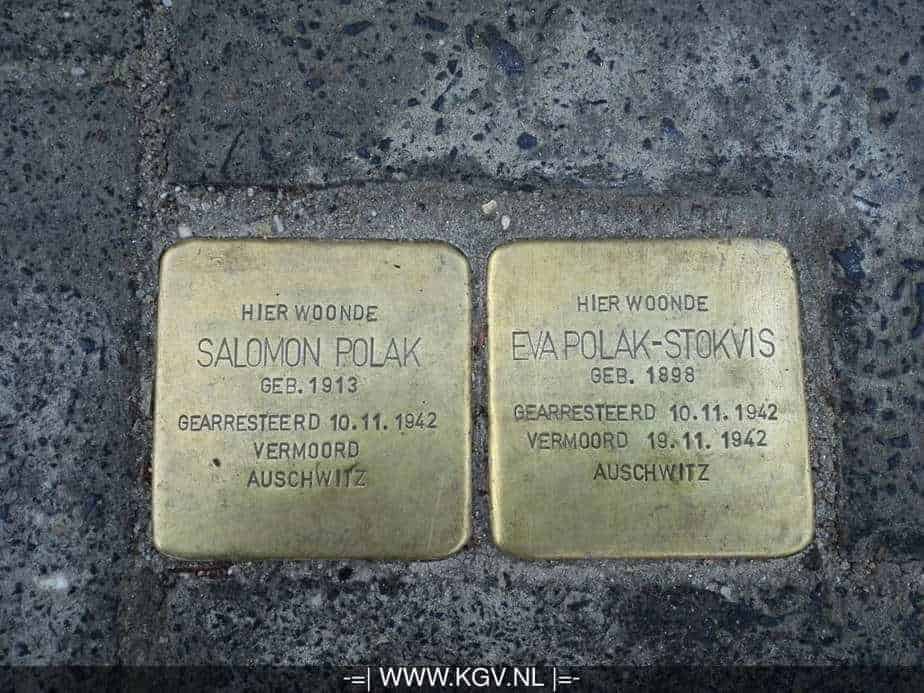 HIER WOONDE
SALOMON POLAK
GEB. 1913
GEARRESTEERD 10.11.1942
VERMOORD
AUSCHWITZ
HIER WOONDE
EVA POLAK-STOKVIS
GEB. 1898
GEARRESTEERD 10.11.1942
VERMOORD 19.11.1942
AUSCHWITZ
-=| WWW.KGV.NL |=-